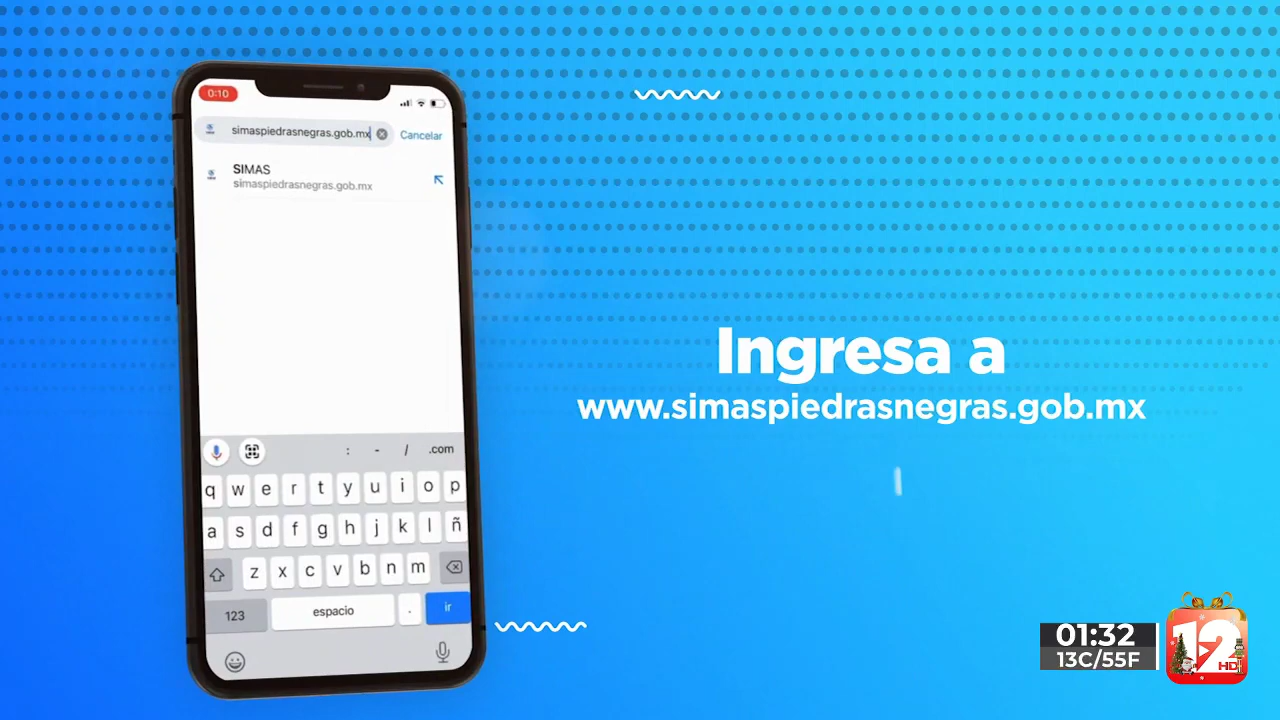 0:10
simaspiedrasnegras.gob.mx
Cancelar
SIMAS
simaspiedrasnegras.gob.mx
Ingresa a
www.simaspiedrasnegras.gob.mx
: - / .com
q w e r t y u i o p
a s d f g h j k l ñ
z x c v b n m
123 espacio . ir
01:32
13C/55F
12
HD